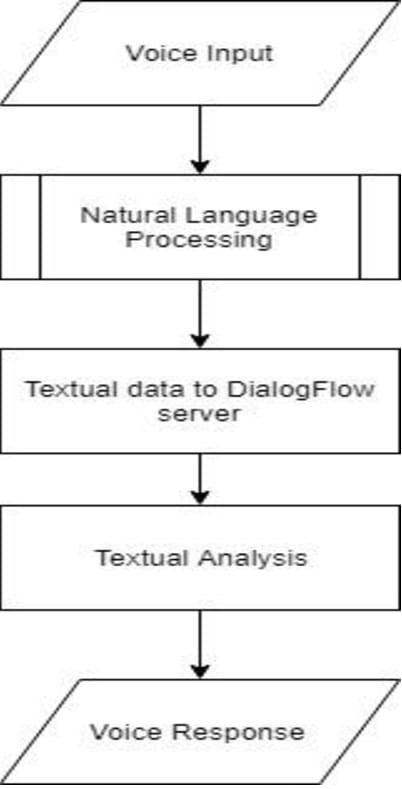 Voice Input
Natural Language
Processing
Textual data to DialogFlow
server
Textual Analysis
Voice Response